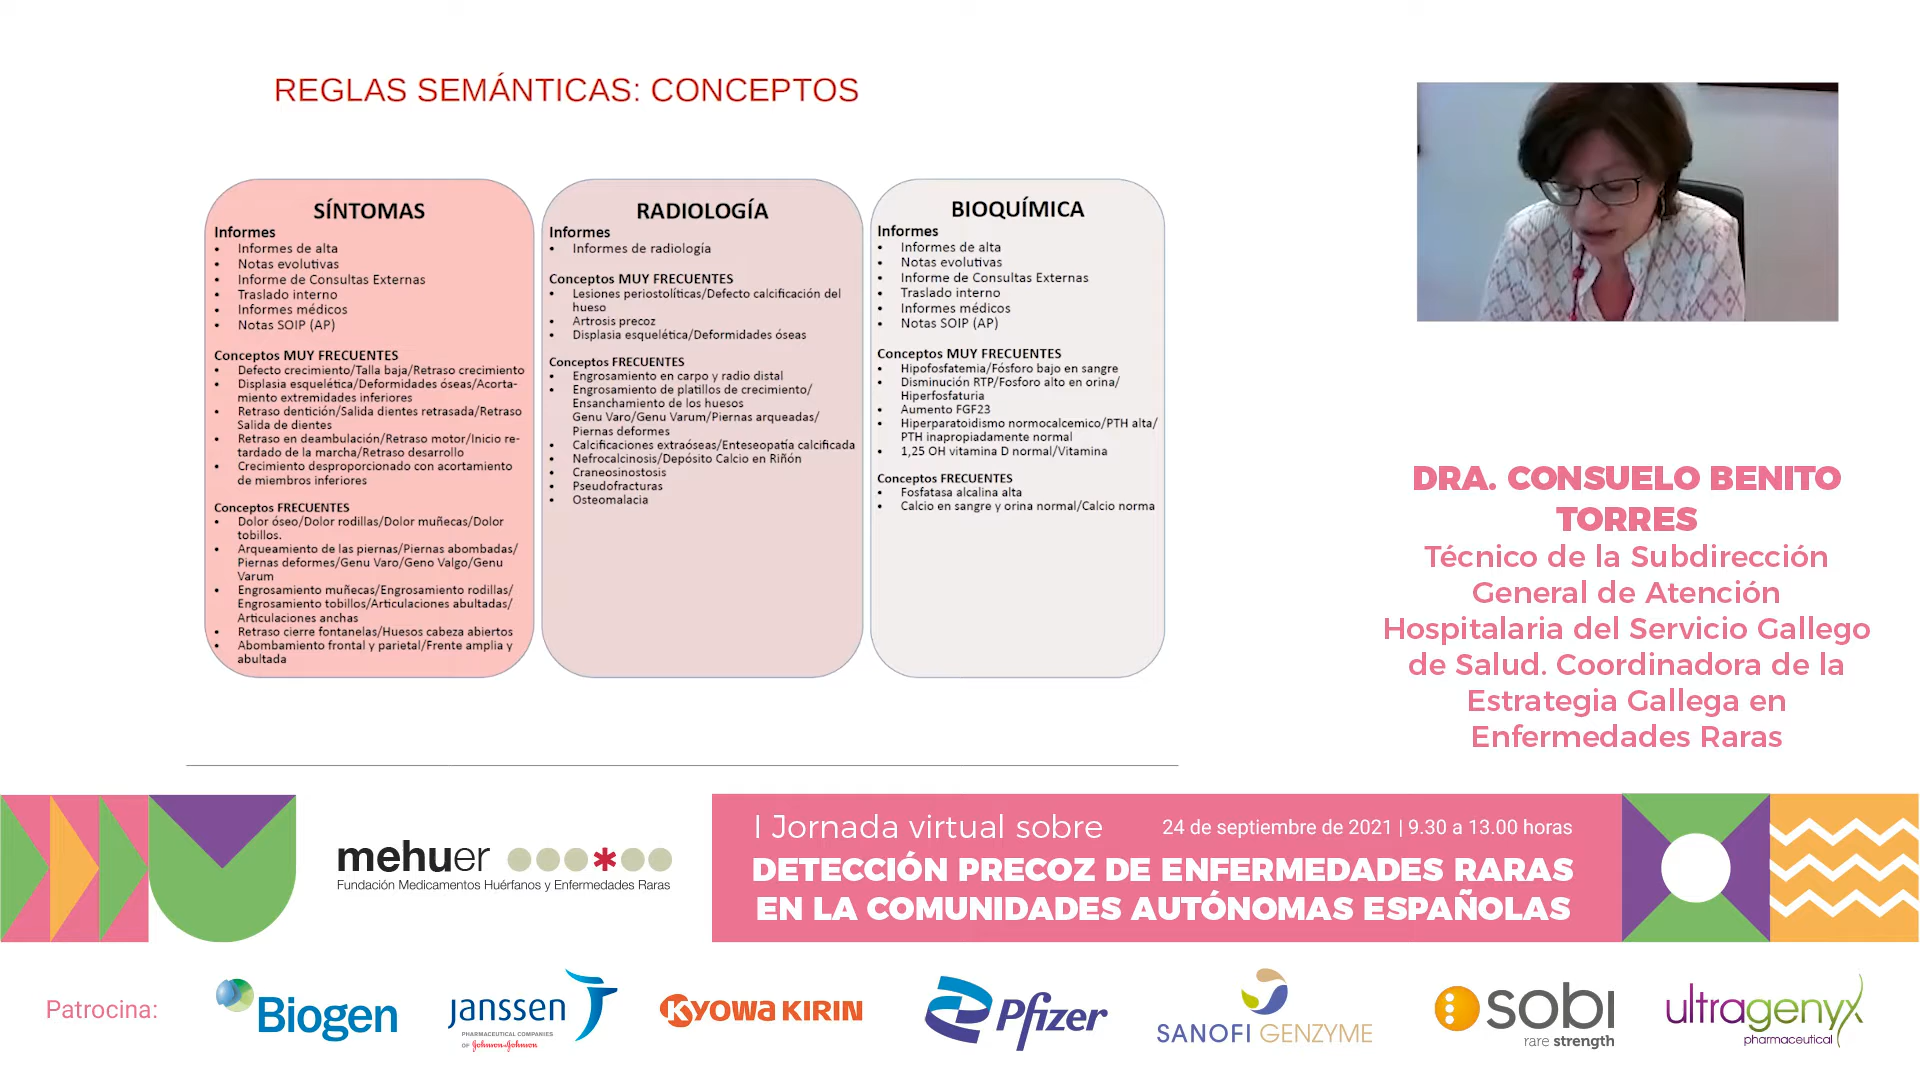 REGLAS SEMÁNTICAS: CONCEPTOS
SÍNTOMAS
Informes
• Informes de alta
• Notas evolutivas
• Informe de Consultas Externas
• Traslado interno
• Informes médicos
• Notas SOIP (AP)
Conceptos MUY FRECUENTES
• Defecto crecimiento/Talla baja/Retraso crecimiento
• Displasia esquelética/Deformidades óseas/Acorta-
miento extremidades inferiores
• Retraso dentición/Salida dientes retrasada/Retraso
Salida de dientes
• Retraso en deambulación/Retraso motor/Inicio re-
tardado de la marcha/Retraso desarrollo
• Crecimiento desproporcionado con acortamiento
de miembros inferiores
Conceptos FRECUENTES
• Dolor óseo/Dolor rodillas/Dolor muñecas/Dolor
tobillos.
• Arqueamiento de las piernas/Piernas abombadas/
Piernas deformes/Genu Varo/Geno Valgo/Genu
Varum
• Engrosamiento muñecas/Engrosamiento rodillas/
Engrosamiento tobillos/Articulaciones abultadas/
Articulaciones anchas
• Retraso cierre fontanelas/Huesos cabeza abiertos
• Abombamiento frontal y parietal/Frente amplia y
abultada
RADIOLOGÍA
Informes
• Informes de radiología
Conceptos MUY FRECUENTES
• Lesiones periostolíticas/Defecto calcificación del
hueso
• Artrosis precoz
• Displasia esquelética/Deformidades óseas
Conceptos FRECUENTES
• Engrosamiento en carpo y radio distal
• Engrosamiento de platillos de crecimiento/
Ensanchamiento de los huesos
Genu Varo/Genu Varum/Piernas arqueadas/
Piernas deformes
• Calcificaciones extraóseas/Enteseopatía calcificada
• Nefrocalcinosis/Depósito Calcio en Riñón
• Craneosinostosis
• Pseudofracturas
• Osteomalacia
BIOQUÍMICA
Informes
• Informes de alta
• Notas evolutivas
• Informe de Consultas Externas
• Traslado interno
• Informes médicos
• Notas SOIP (AP)
Conceptos MUY FRECUENTES
• Hipofosfatemia/Fósforo bajo en sangre
• Disminución RTP/Fosforo alto en orina/
Hiperfosfaturia
• Aumento FGF23
• Hiperparatoidismo normocalcemico/PTH alta/
PTH inapropiadamente normal
• 1,25 OH vitamina D normal/Vitamina
Conceptos FRECUENTES
• Fosfatasa alcalina alta
• Calcio en sangre y orina normal/Calcio norma
DRA. CONSUELO BENITO
TORRES
Técnico de la Subdirección
General de Atención
Hospitalaria del Servicio Gallego
de Salud. Coordinadora de la
Estrategia Gallega en
Enfermedades Raras
mehuer
Fundación Medicamentos Huérfanos y Enfermedades Raras
I Jornada virtual sobre
24 de septiembre de 2021 | 9.30 a 13.00 horas
DETECCIÓN PRECOZ DE ENFERMEDADES RARAS
EN LA COMUNIDADES AUTÓNOMAS ESPAÑOLAS
Patrocina:
Biogen
janssen
PHARMACEUTICAL COMPANIES
OF Johnson & Johnson
KYOWA KIRIN
Pfizer
SANOFI GENZYME
sobi
rare strength
ultragenyx
pharmaceutical